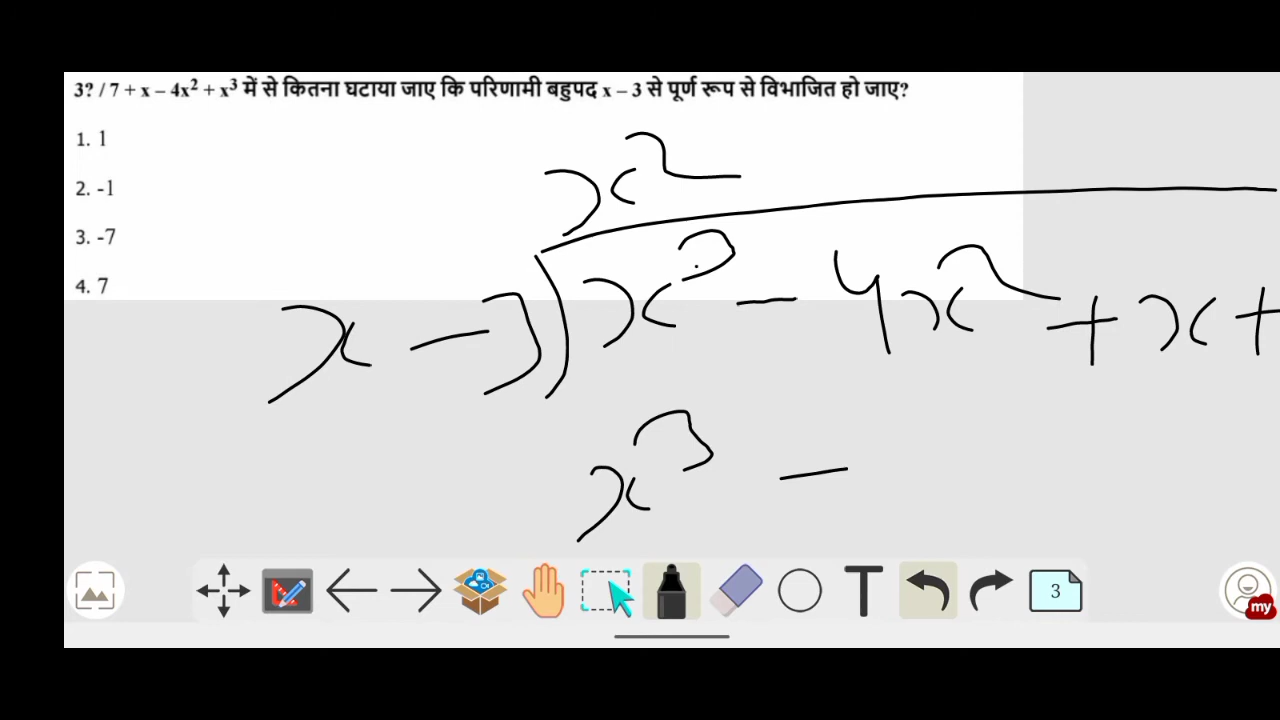 3? / 7 + x – 4x² + x³ में से कितना घटाया जाए कि परिणामी बहुपद x – 3 से पूर्ण रूप से विभाजित हो जाए?
1. 1
2. -1
3. -7
4. 7
x²
x – 3) x³ – 4x² + x +
x³ –
T
3
my